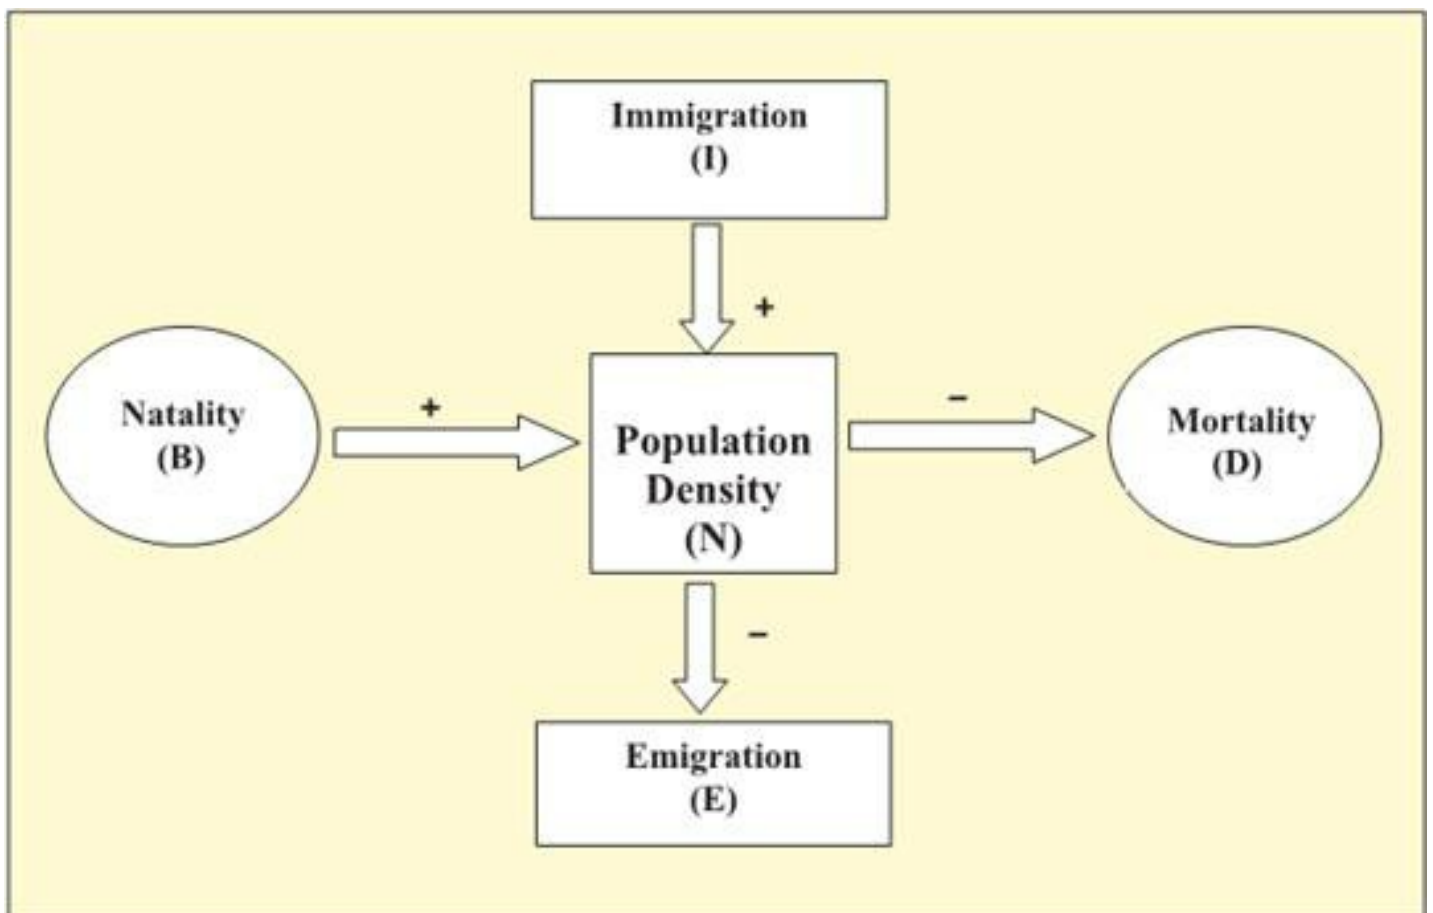 Immigration
(I)
+
Natality
(B)
+
Population
Density
(N)
–
Mortality
(D)
–
Emigration
(E)